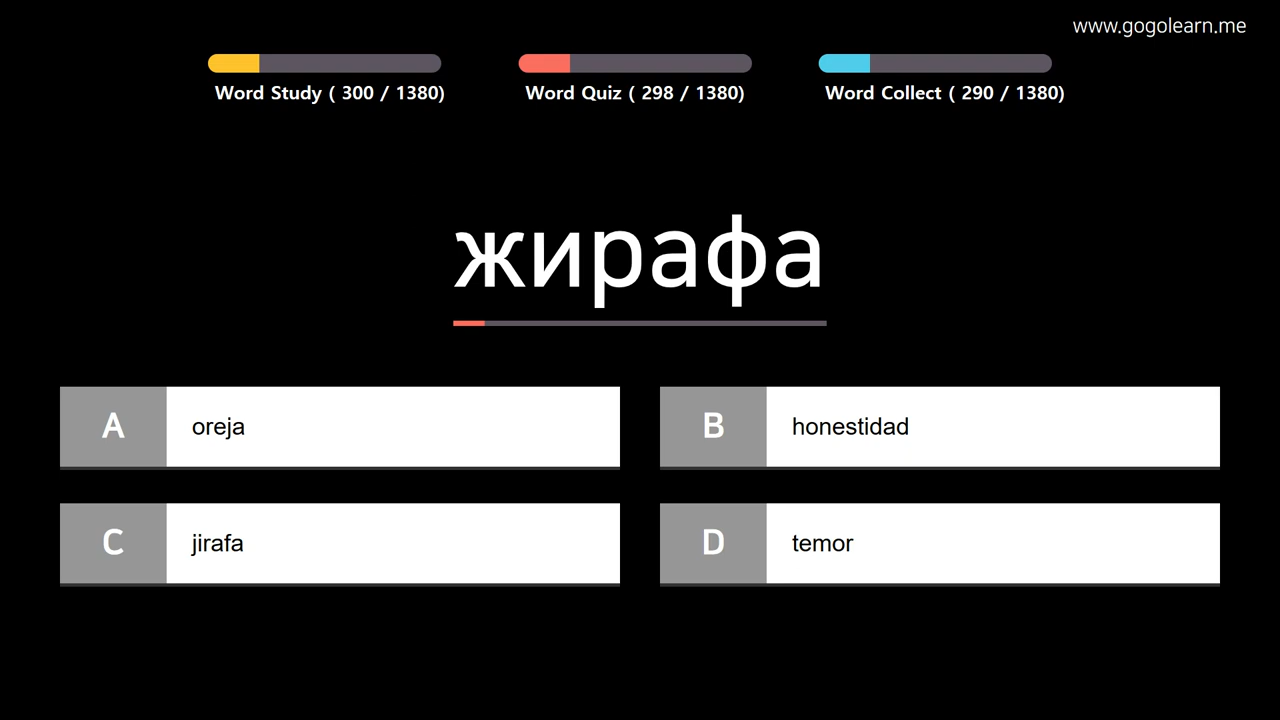 www.gogolearn.me
Word Study ( 300 / 1380)
Word Quiz ( 298 / 1380)
Word Collect ( 290 / 1380)
жирафа
A oreja
B honestidad
C jirafa
D temor